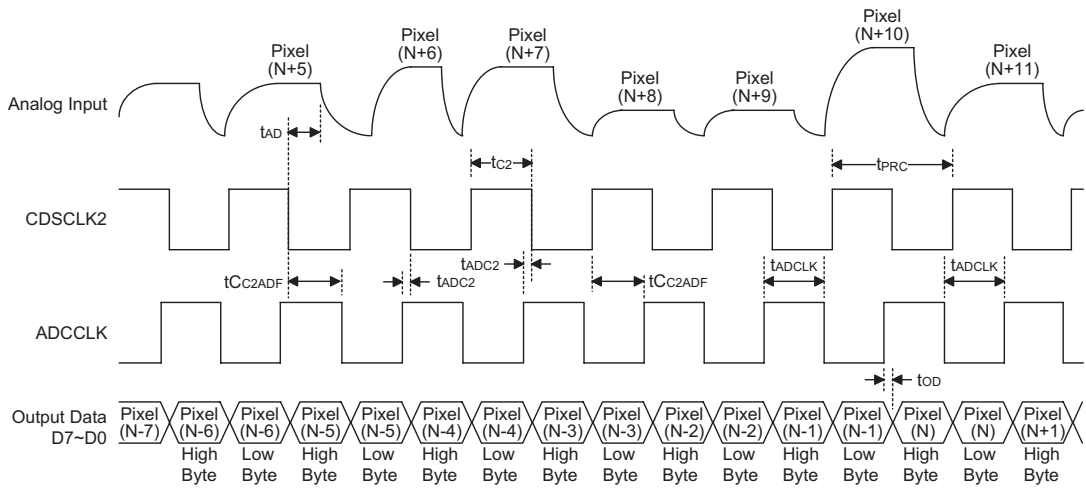 Pixel
(N+5)
Pixel
(N+6)
Pixel
(N+7)
Pixel
(N+8)
Pixel
(N+9)
Pixel
(N+10)
Pixel
(N+11)
Analog Input
tAD
tC2
tPRC
CDSCLK2
tCC2ADF
tADC2
tADC2
tCC2ADF
tADCLK
tADCLK
ADCCLK
tOD
Output Data
D7~D0
Pixel
(N-7)
Pixel
(N-6)
High
Byte
Pixel
(N-6)
Low
Byte
Pixel
(N-5)
High
Byte
Pixel
(N-5)
Low
Byte
Pixel
(N-4)
High
Byte
Pixel
(N-4)
Low
Byte
Pixel
(N-3)
High
Byte
Pixel
(N-3)
Low
Byte
Pixel
(N-2)
High
Byte
Pixel
(N-2)
Low
Byte
Pixel
(N-1)
High
Byte
Pixel
(N-1)
Low
Byte
Pixel
(N)
High
Byte
Pixel
(N)
Low
Byte
Pixel
(N+1)
High
Byte